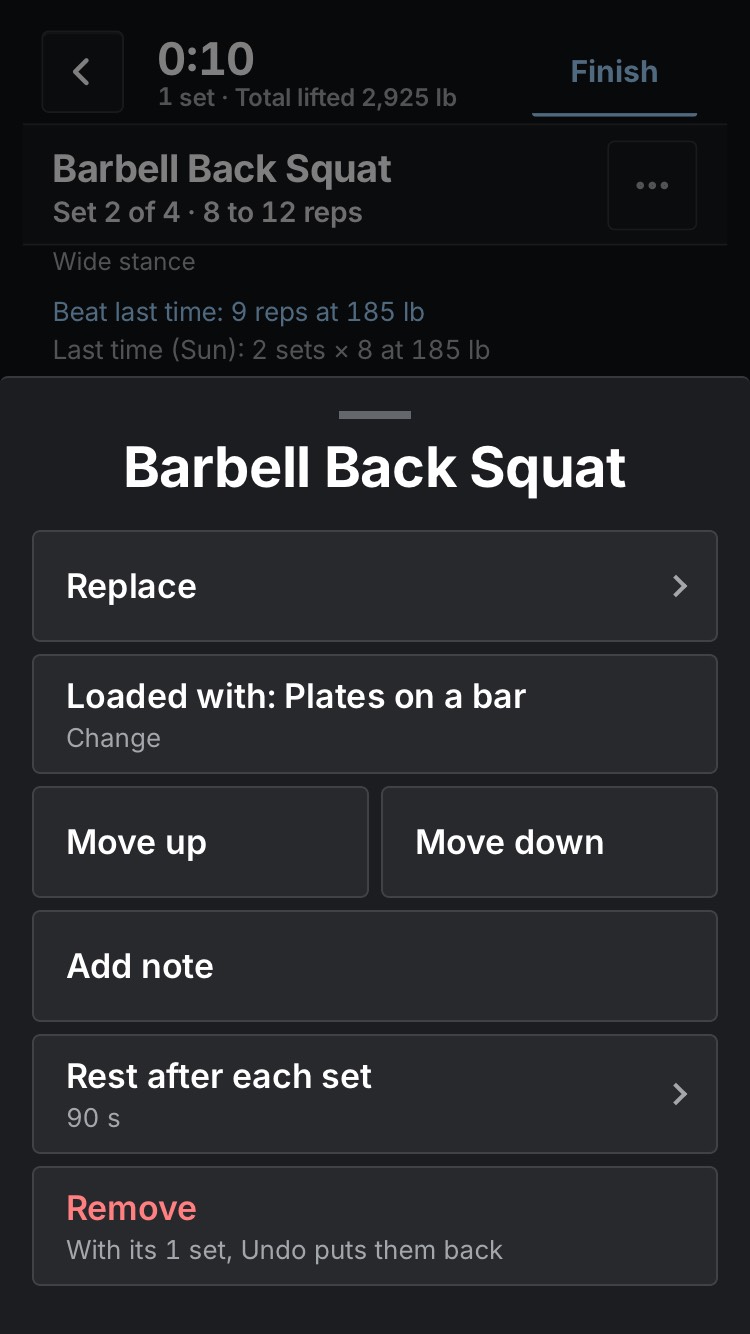 0:10
1 set · Total lifted 2,925 lb
Finish
Barbell Back Squat
Set 2 of 4 · 8 to 12 reps
Wide stance
Beat last time: 9 reps at 185 lb
Last time (Sun): 2 sets × 8 at 185 lb
Barbell Back Squat
Replace
Loaded with: Plates on a bar
Change
Move up
Move down
Add note
Rest after each set
90 s
Remove
With its 1 set, Undo puts them back